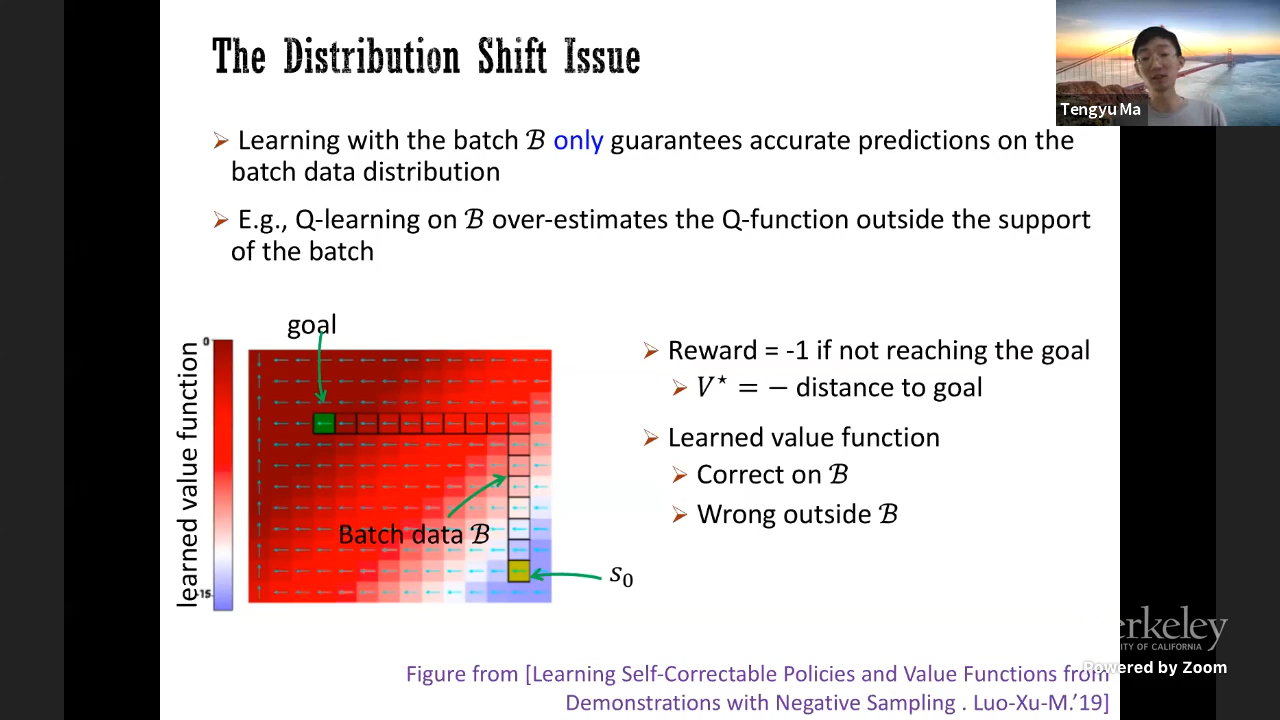 The Distribution Shift Issue
Tengyu Ma
➢ Learning with the batch ℬ only guarantees accurate predictions on the
batch data distribution
➢ E.g., Q-learning on ℬ over-estimates the Q-function outside the support
of the batch
goal
0
learned value function
-15
Batch data ℬ
s₀
➢ Reward = -1 if not reaching the goal
➢ V* = − distance to goal
➢ Learned value function
➢ Correct on ℬ
➢ Wrong outside ℬ
erkeley
ITY OF CALIFORNIA
Powered by Zoom
Figure from [Learning Self-Correctable Policies and Value Functions from
Demonstrations with Negative Sampling . Luo-Xu-M.’19]